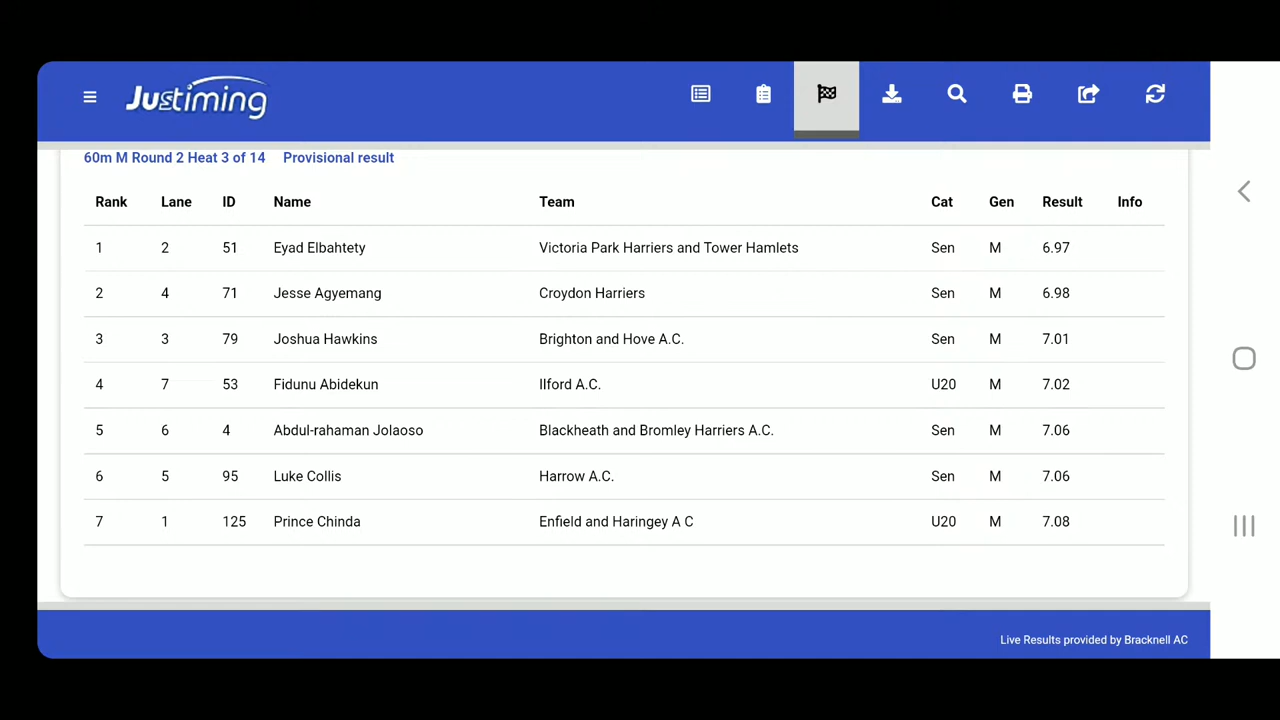 Justiming
60m M Round 2 Heat 3 of 14 Provisional result
Rank Lane ID Name Team Cat Gen Result Info
1 2 51 Eyad Elbahtety Victoria Park Harriers and Tower Hamlets Sen M 6.97
2 4 71 Jesse Agyemang Croydon Harriers Sen M 6.98
3 3 79 Joshua Hawkins Brighton and Hove A.C. Sen M 7.01
4 7 53 Fidunu Abidekun Ilford A.C. U20 M 7.02
5 6 4 Abdul-rahaman Jolaoso Blackheath and Bromley Harriers A.C. Sen M 7.06
6 5 95 Luke Collis Harrow A.C. Sen M 7.06
7 1 125 Prince Chinda Enfield and Haringey A C U20 M 7.08
Live Results provided by Bracknell AC